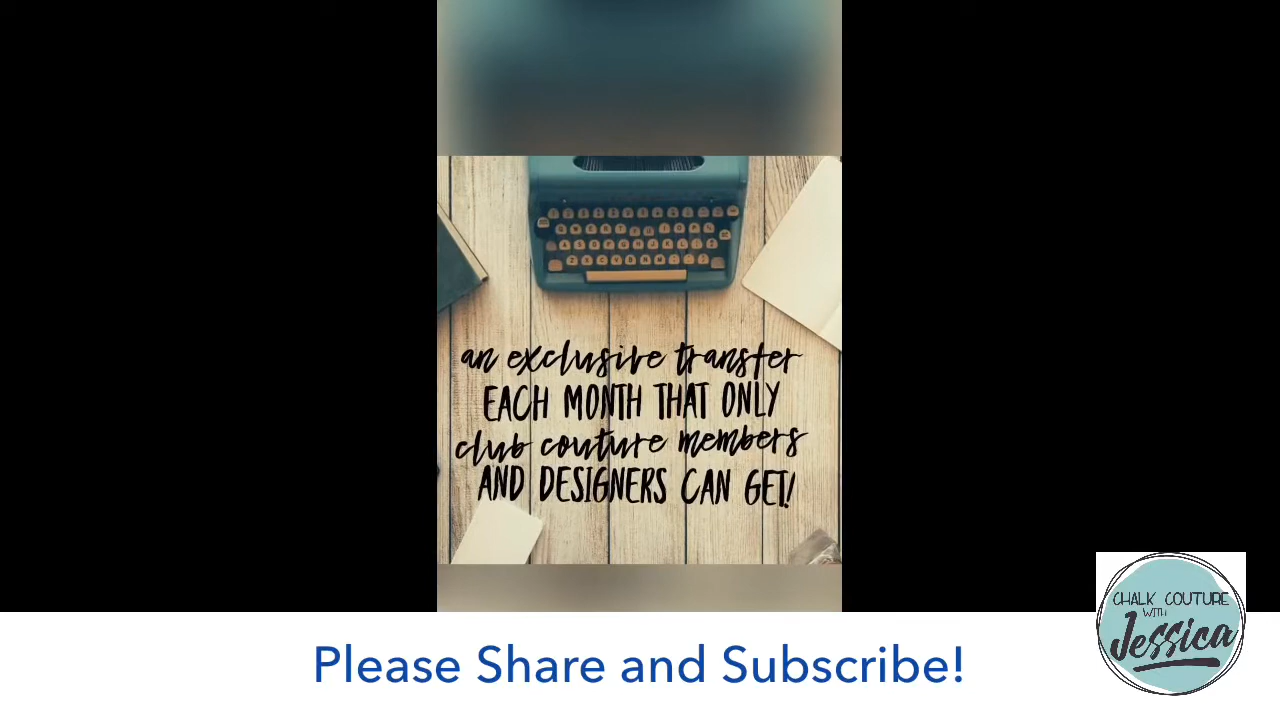 an exclusive transfer
EACH MONTH THAT ONLY
club couture members
AND DESIGNERS CAN GET!
Please Share and Subscribe!
CHALK COUTURE
WITH
Jessica